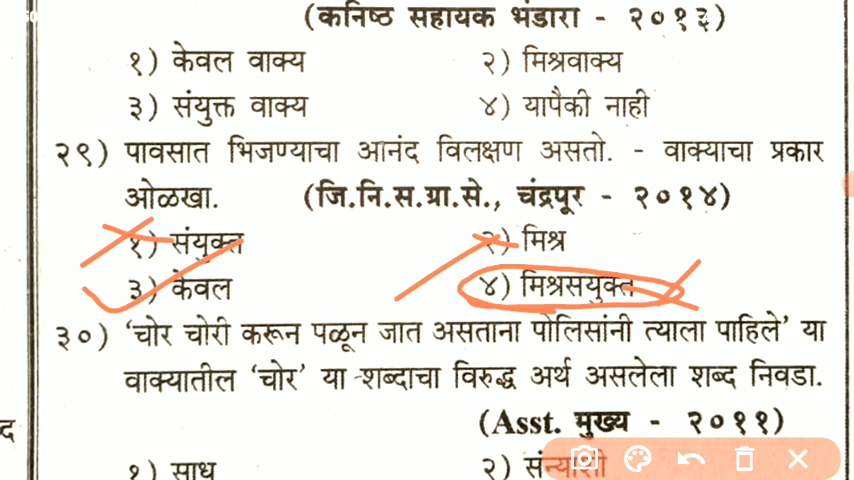 (कनिष्ठ सहायक भंडारा - २०१३)
१) केवल वाक्य २) मिश्रवाक्य
३) संयुक्त वाक्य ४) यापैकी नाही
२९) पावसात भिजण्याचा आनंद विलक्षण असतो. - वाक्याचा प्रकार
ओळखा. (जि.नि.स.ग्रा.से., चंद्रपूर - २०१४)
१) संयुक्त २) मिश्र
३) केवल ४) मिश्रसयुक्त
३०) 'चोर चोरी करून पळून जात असताना पोलिसांनी त्याला पाहिले' या
वाक्यातील 'चोर' या शब्दाचा विरुद्ध अर्थ असलेला शब्द निवडा.
(Asst. मुख्य - २०११)
१) साधू २) संन्यासी